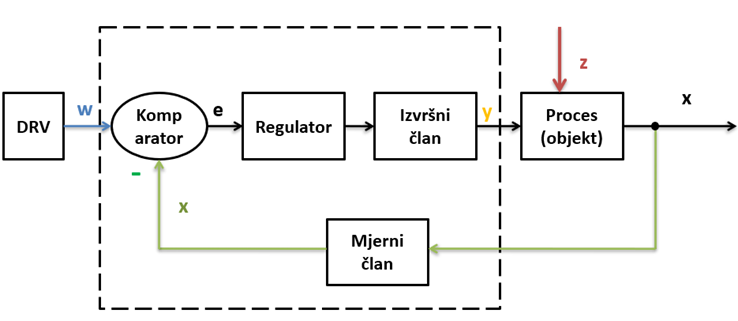 DRV
w
Komp
arator
e
Regulator
Izvršni
član
y
z
Proces
(objekt)
x
-
x
Mjerni
član